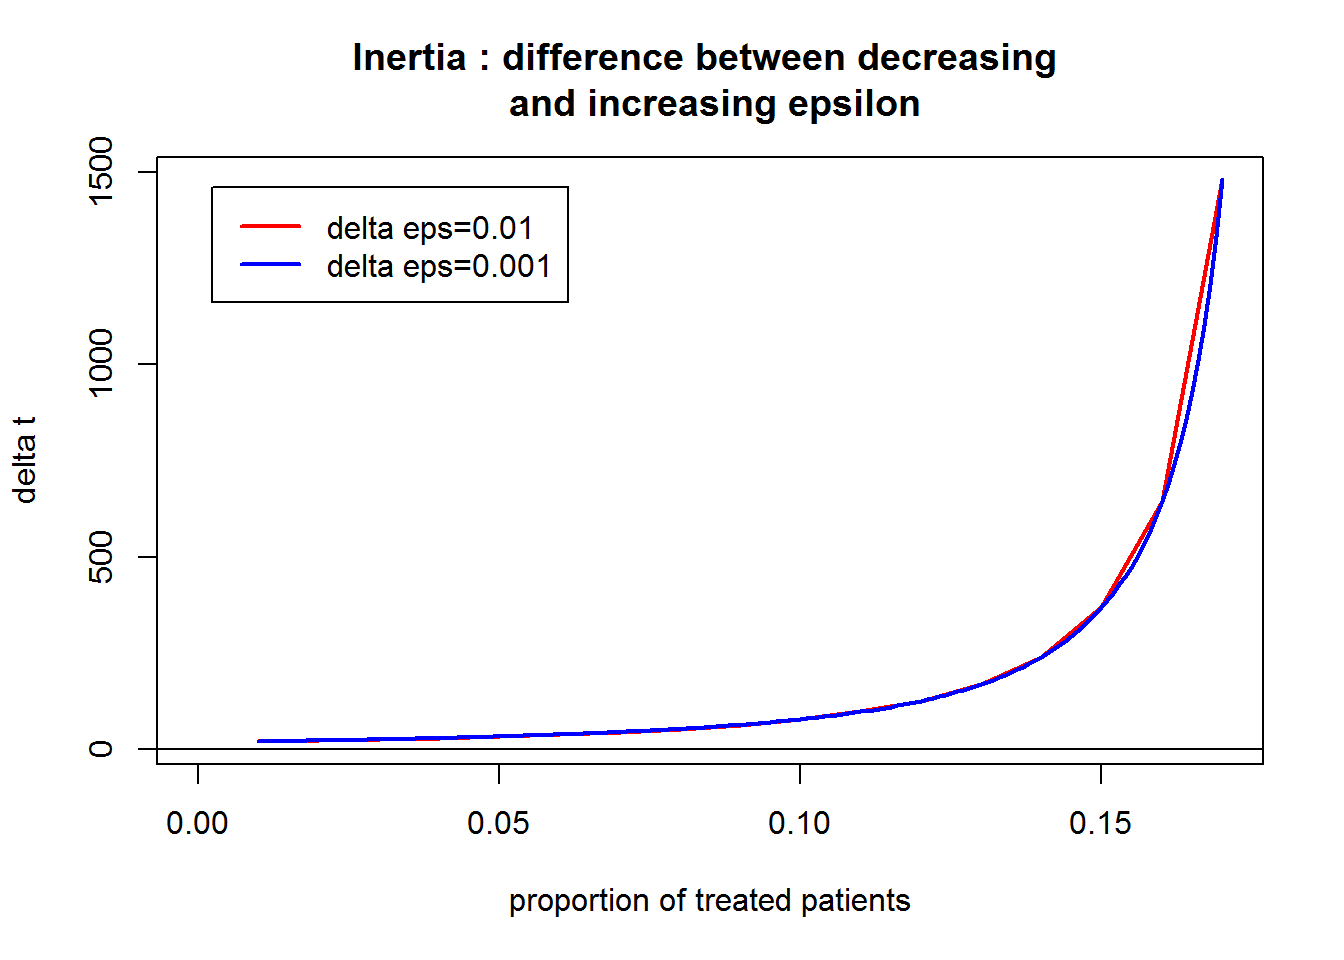 Inertia : difference between decreasing
and increasing epsilon
delta eps=0.01
delta eps=0.001
delta t
1500
1000
500
0
0.00 0.05 0.10 0.15
proportion of treated patients